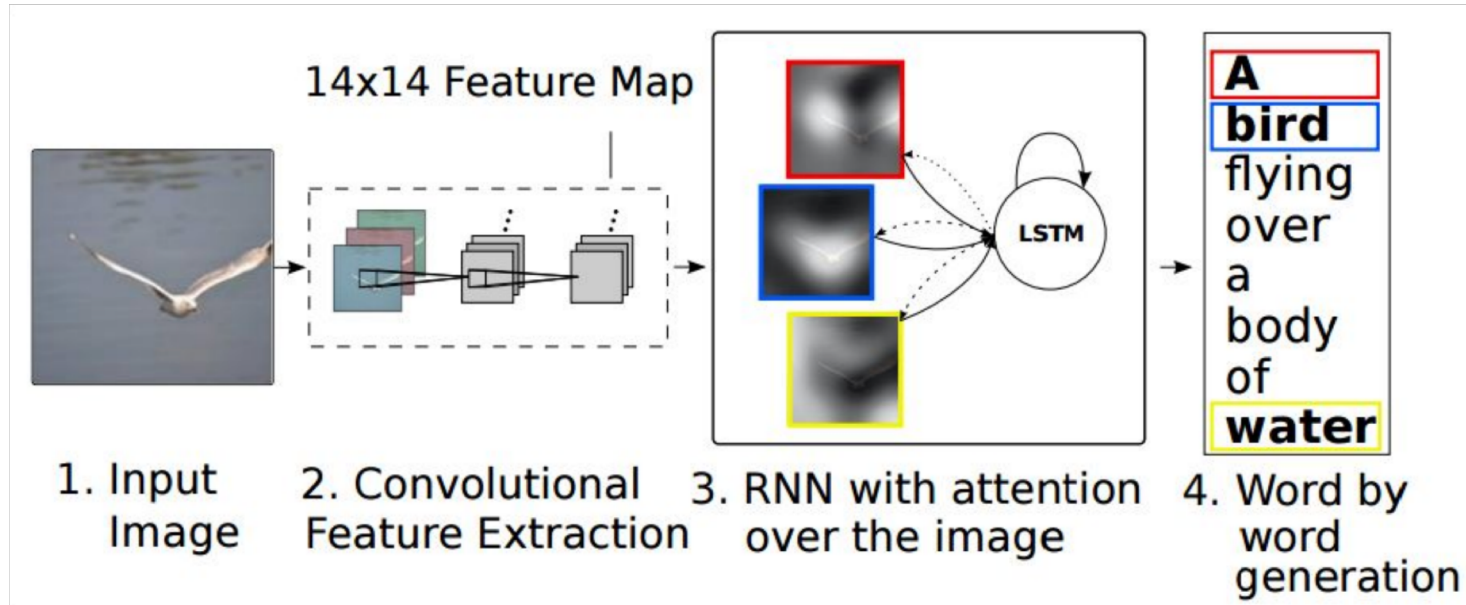 14x14 Feature Map
LSTM
A
bird
flying
over
a
body
of
water
1. Input
Image
2. Convolutional
Feature Extraction
3. RNN with attention
over the image
4. Word by
word
generation